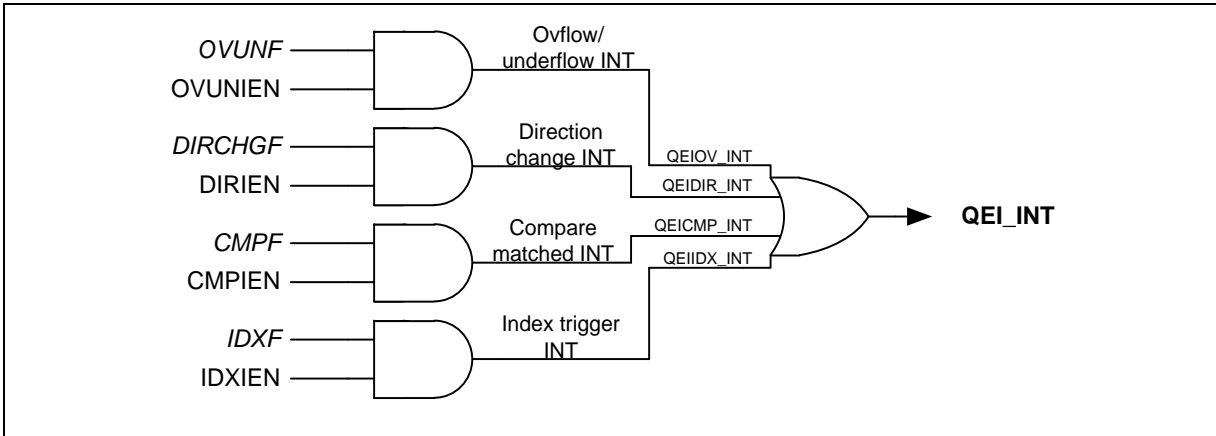 OVUNF
OVUNIEN
Ovflow/
underflow INT
DIRCHGF
DIRIEN
Direction
change INT
CMPF
CMPIEN
Compare
matched INT
IDXF
IDXIEN
Index trigger
INT
QEIOV_INT
QEIDIR_INT
QEICMP_INT
QEIIDX_INT
QEI_INT